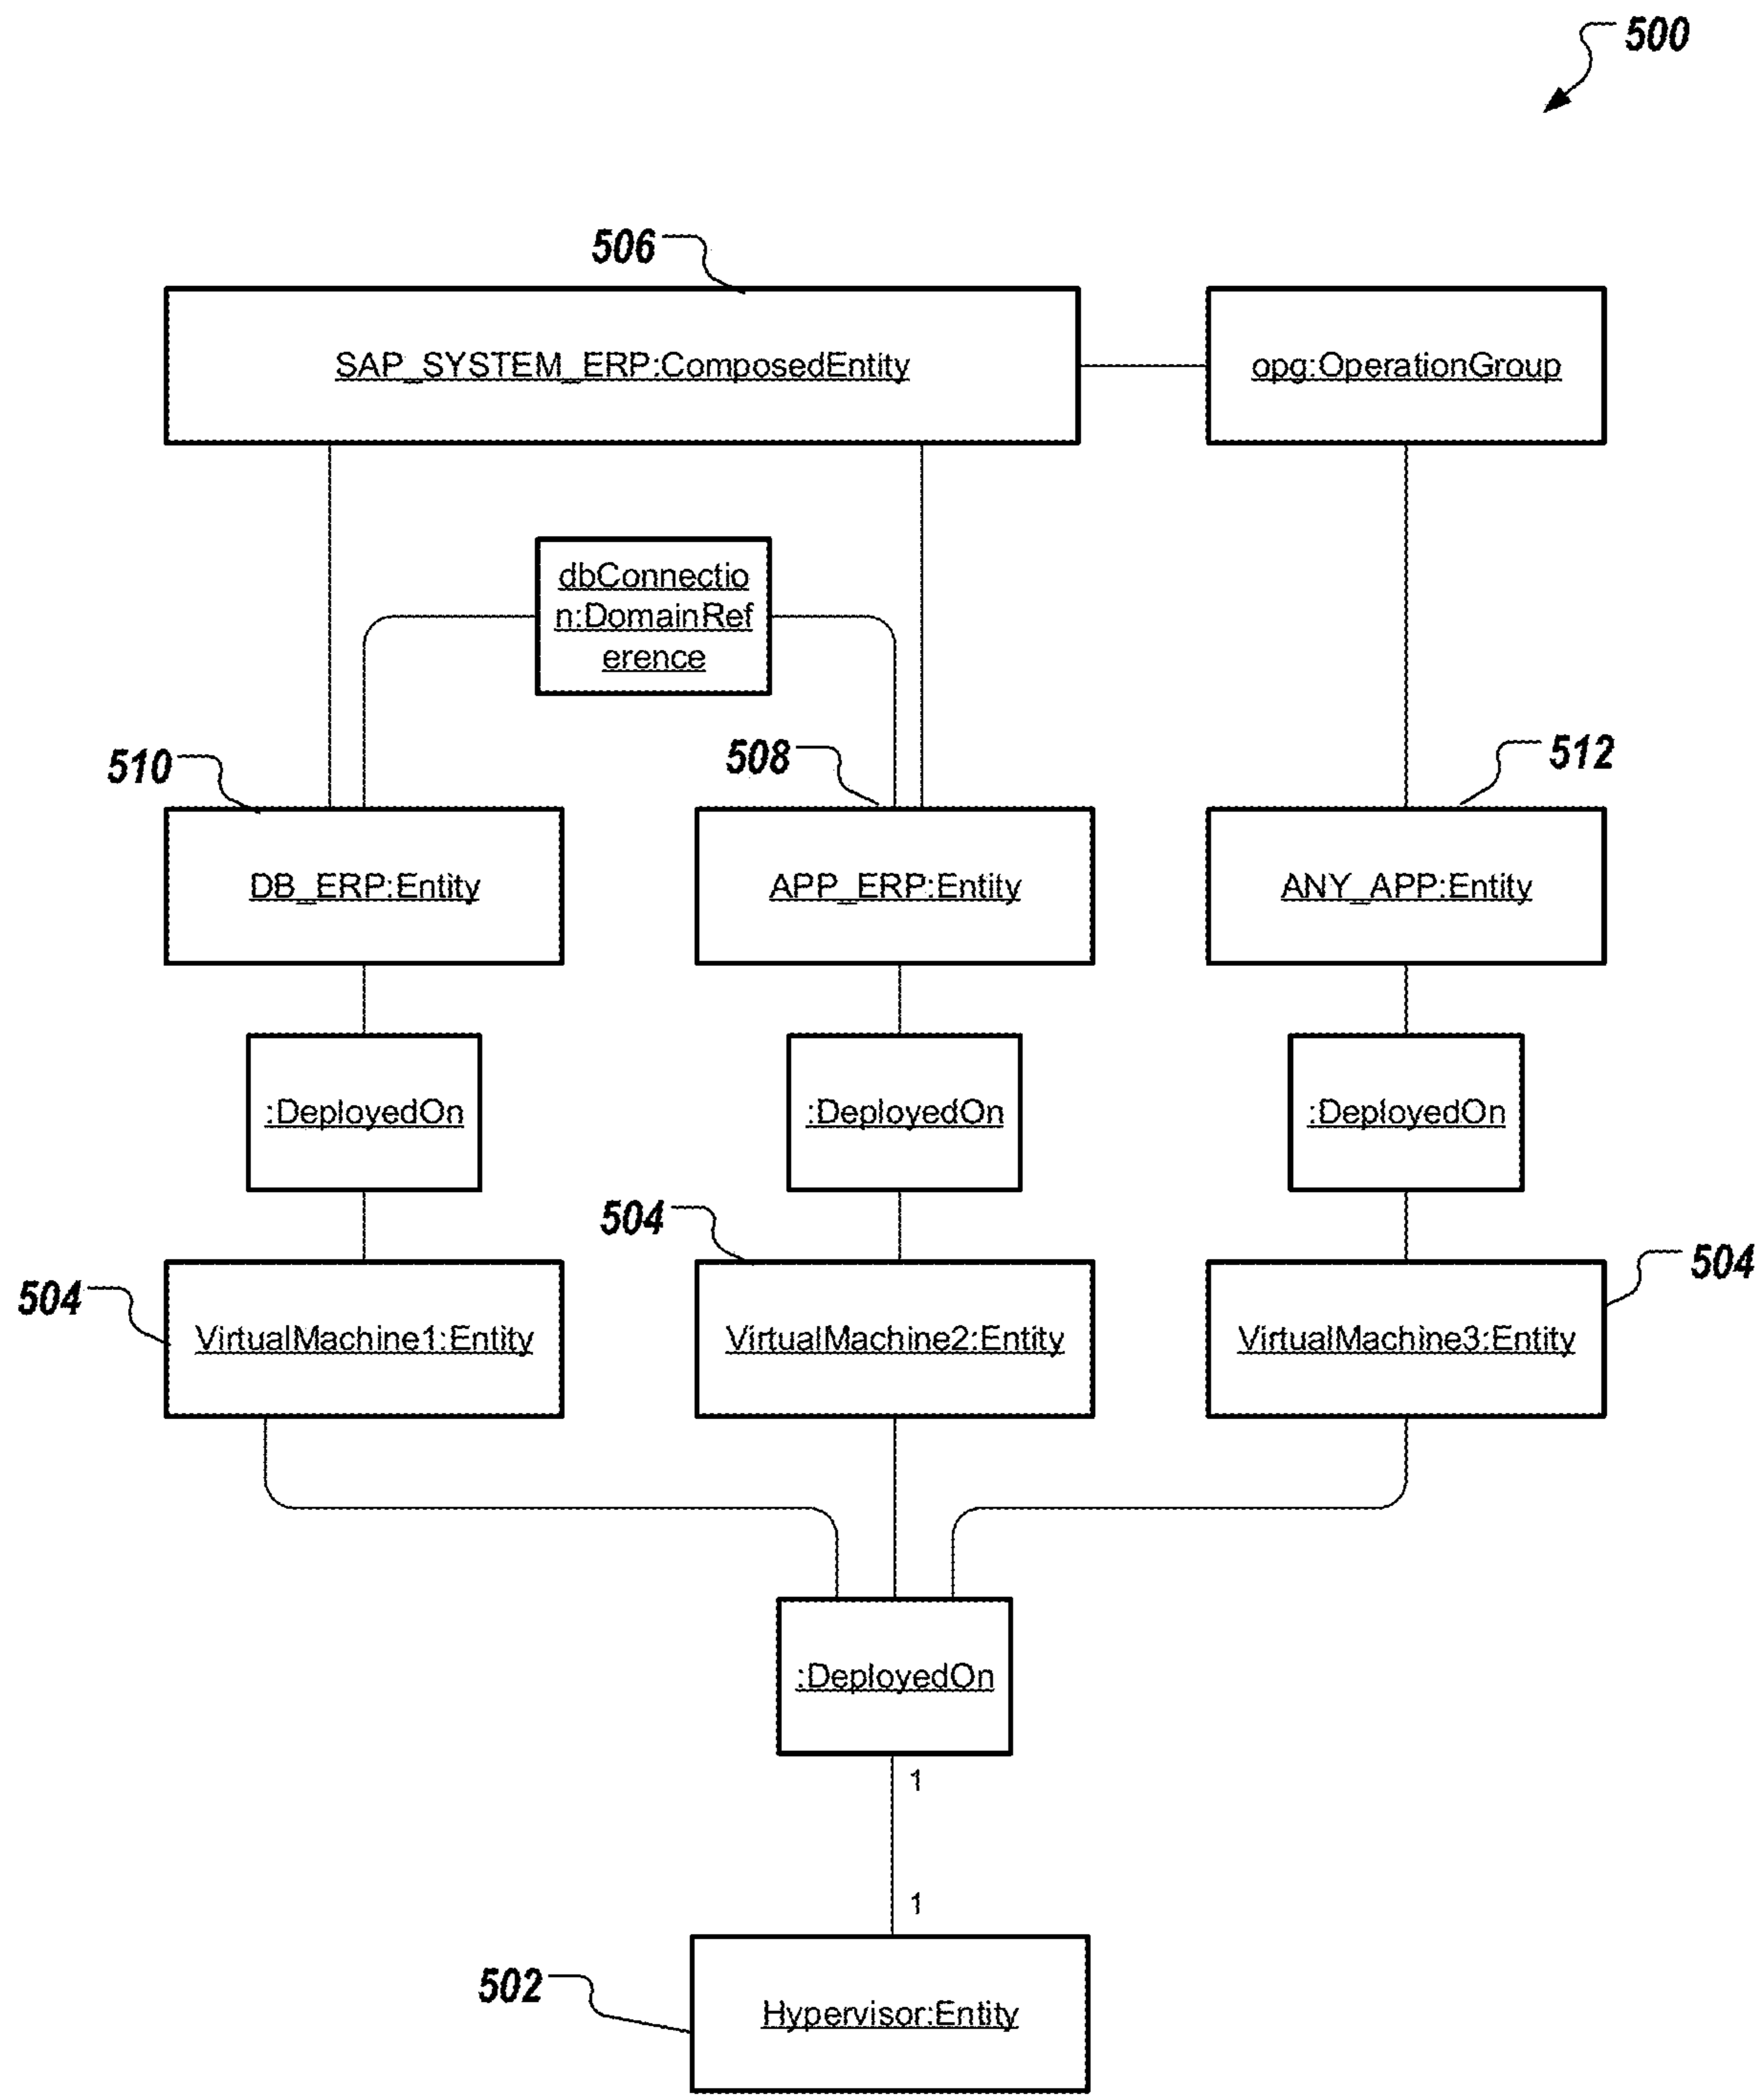 500
506
SAP_SYSTEM_ERP:ComposedEntity
opg:OperationGroup
dbConnectio
n:DomainRef
erence
510
508
512
DB_ERP:Entity
APP_ERP:Entity
ANY_APP:Entity
:DeployedOn
:DeployedOn
:DeployedOn
504
504
504
VirtualMachine1:Entity
VirtualMachine2:Entity
VirtualMachine3:Entity
:DeployedOn
1
1
502
Hypervisor:Entity